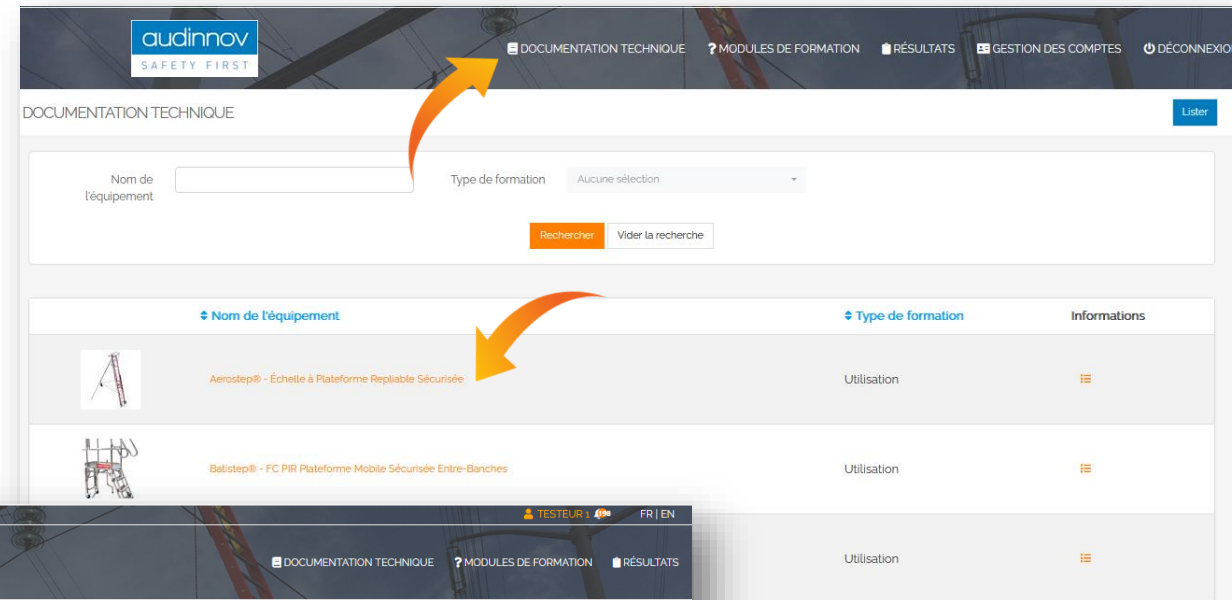 audinnov
SAFETY FIRST
DOCUMENTATION TECHNIQUE
? MODULES DE FORMATION
RÉSULTATS
GESTION DES COMPTES
DÉCONNEXIO
DOCUMENTATION TECHNIQUE
Lister
Nom de
l'équipement
Type de formation
Aucune sélection
Rechercher
Vider la recherche
Nom de l'équipement
Type de formation
Informations
Aerostep® - Échelle à Plateforme Repliable Sécurisée
Utilisation
Batistep® - FC PIR Plateforme Mobile Sécurisée Entre-Banches
Utilisation
TESTEUR 1
FR | EN
DOCUMENTATION TECHNIQUE
? MODULES DE FORMATION
RÉSULTATS
Utilisation